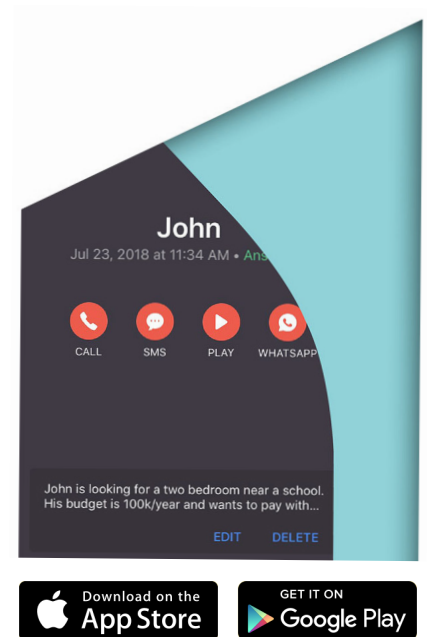 John
Jul 23, 2018 at 11:34 AM • Ans
CALL SMS PLAY WHATSAPP
John is looking for a two bedroom near a school.
His budget is 100k/year and wants to pay with...
EDIT DELETE
Download on the
App Store
GET IT ON
Google Play